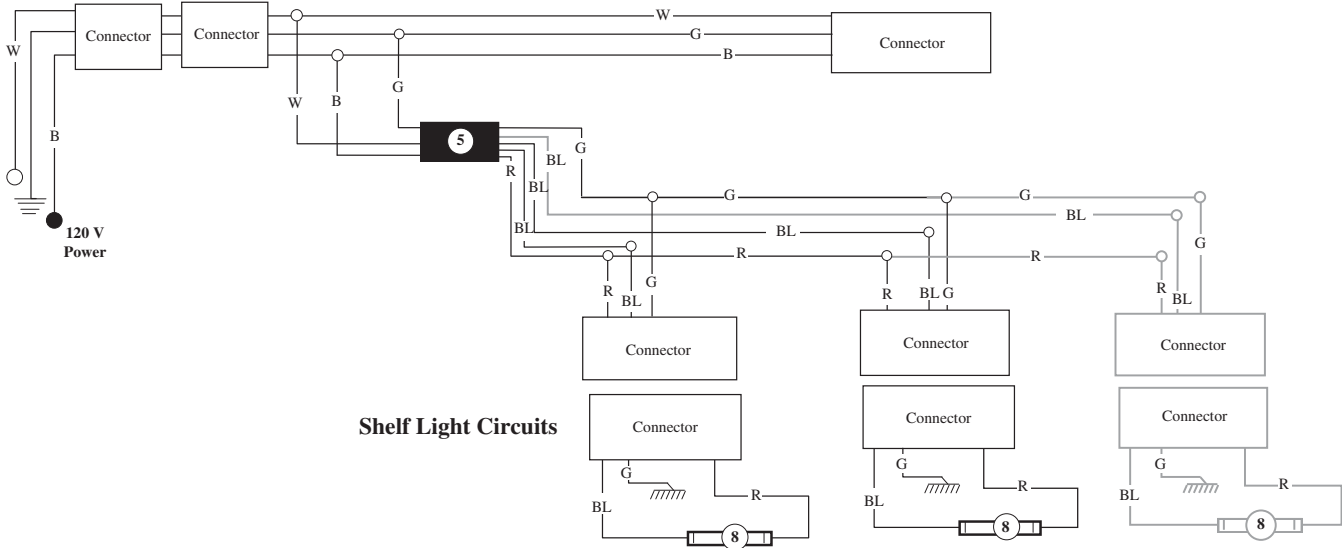 W
Connector
Connector
G
Connector
B
W
G
B
W
B
5
G
R
BL
BL
BL
G
G
BL
BL
R
R
G
R
BL
G
R
BL
G
R
BL
G
120 V
Power
Connector
Connector
Connector
Shelf Light Circuits
Connector
Connector
Connector
G
G
G
BL
R
BL
R
BL
R
8
8
8